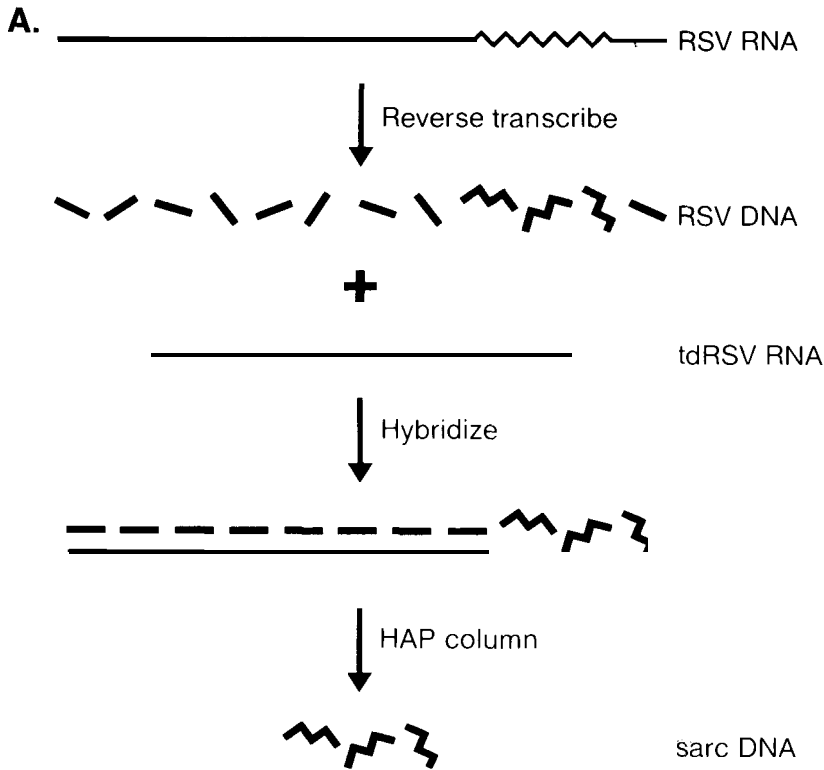 A.
RSV RNA
Reverse transcribe
RSV DNA
+
tdRSV RNA
Hybridize
HAP column
sarc DNA